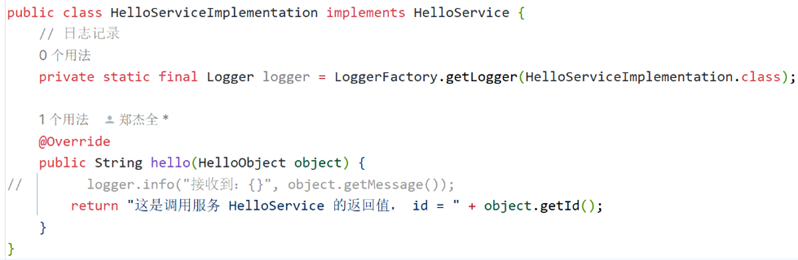 public class HelloServiceImplementation implements HelloService {
// 日志记录
0 个用法
private static final Logger logger = LoggerFactory.getLogger(HelloServiceImplementation.class);
1 个用法 郑杰全 *
@Override
public String hello(HelloObject object) {
// logger.info("接收到: {}", object.getMessage());
return "这是调用服务 HelloService 的返回值. id = " + object.getId();
}
}